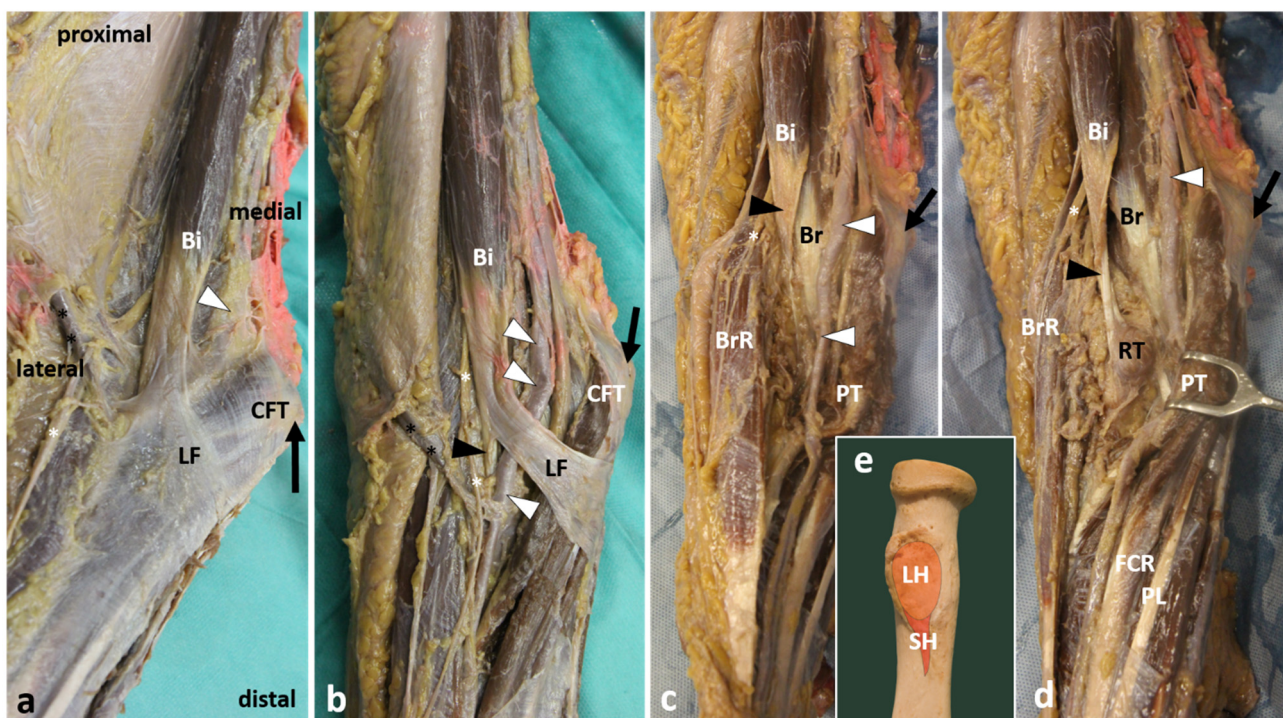 proximal
Bi
medial
lateral
CFT
LF
distal
a
Bi
CFT
LF
b
Bi
Br
BrR
PT
c
LH
SH
e
Bi
Br
BrR
RT
PT
FCR
PL
d